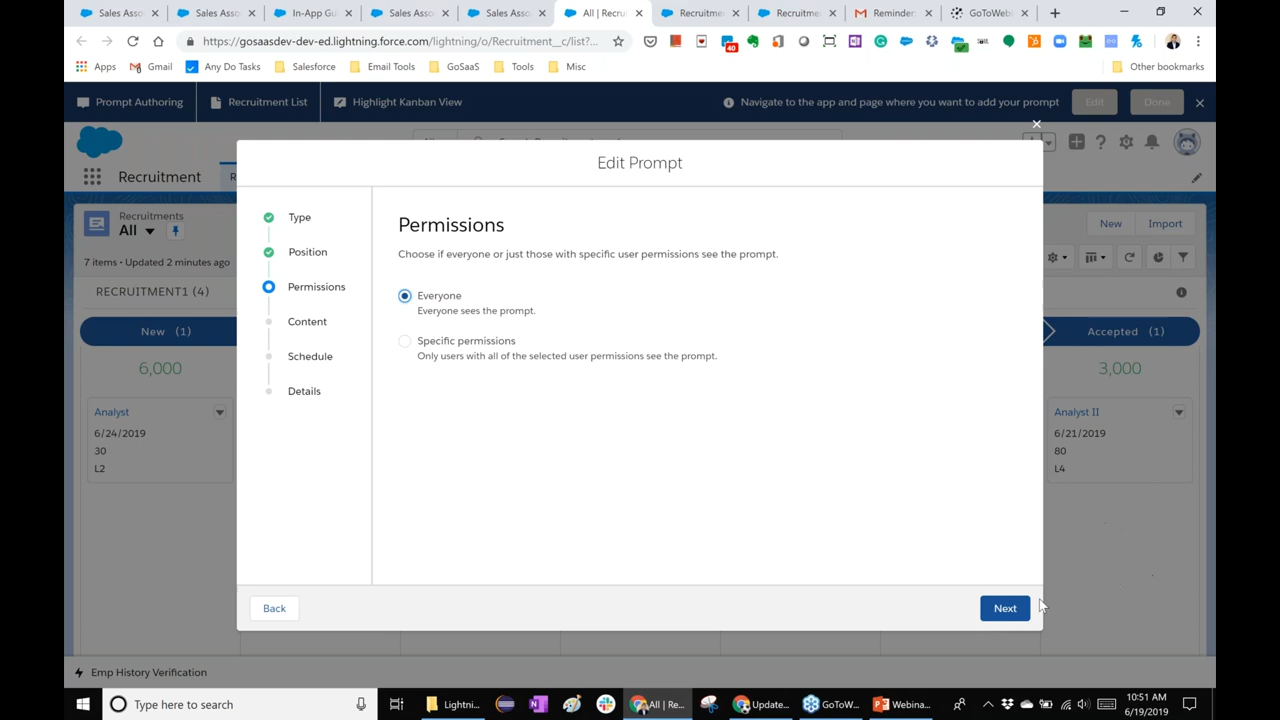 Sales Asso
Sales Asso
In-App Gu
Sales Asso
Sales Asso
All | Recru
Recruitmen
Recruitme
Reminder:
GoToWeb
https://gosaasdev-dev-ed.lightning.force.com/lightning/o/Recruitment__c/list?...
40
Apps
Gmail
Any Do Tasks
Salesforce
Email Tools
GoSaaS
Tools
Misc
Other bookmarks
Prompt Authoring
Recruitment List
Highlight Kanban View
Navigate to the app and page where you want to add your prompt
Edit
Done
Recruitment
Edit Prompt
Recruitments
All
7 items • Updated 2 minutes ago
RECRUITMENT1 (4)
New (1)
6,000
Analyst
6/24/2019
30
L2
Type
Position
Permissions
Content
Schedule
Details
Permissions
Choose if everyone or just those with specific user permissions see the prompt.
Everyone
Everyone sees the prompt.
Specific permissions
Only users with all of the selected user permissions see the prompt.
Back
Next
New
Import
Accepted (1)
3,000
Analyst II
6/21/2019
80
L4
Emp History Verification
Type here to search
Lightni...
All | Re...
Update...
GoToW...
Webina...
10:51 AM
6/19/2019